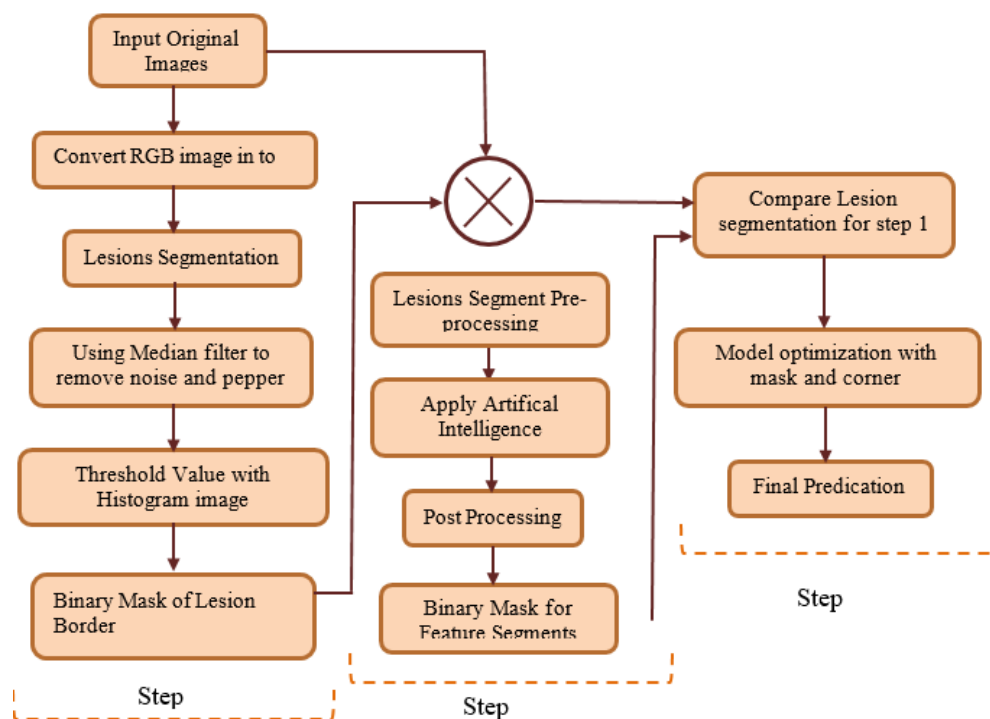 Input Original
Images
Convert RGB image in to
Lesions Segmentation
Using Median filter to
remove noise and pepper
Threshold Value with
Histogram image
Binary Mask of Lesion
Border
Step
Lesions Segment Pre-
processing
Apply Artifical
Intelligence
Post Processing
Binary Mask for
Feature Segments
Step
Compare Lesion
segmentation for step 1
Model optimization with
mask and corner
Final Predication
Step